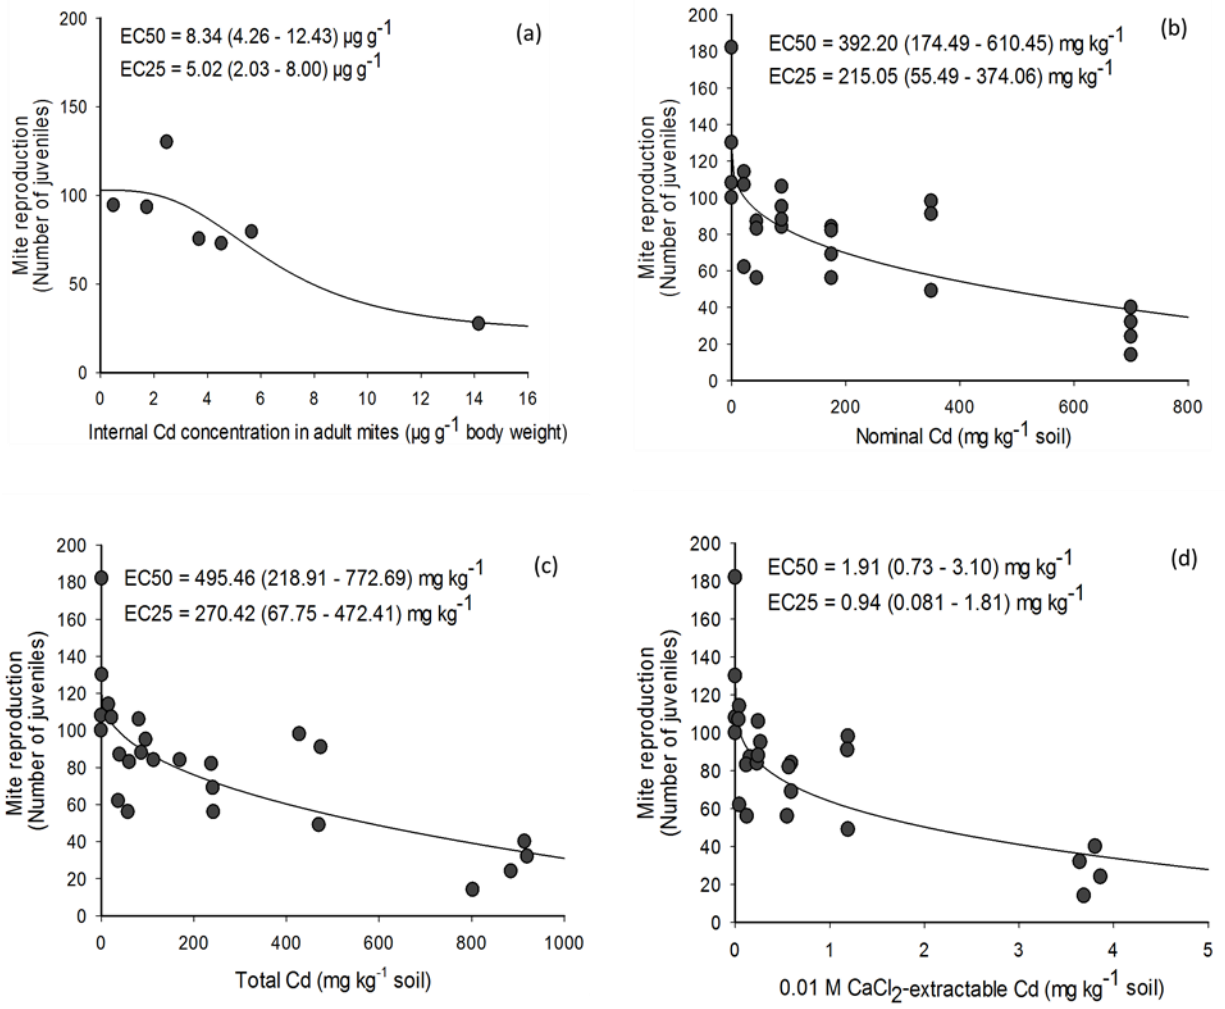 (a)
EC50 = 8.34 (4.26 - 12.43) µg g⁻¹
EC25 = 5.02 (2.03 - 8.00) µg g⁻¹
Mite reproduction
(Number of juveniles)
200
150
100
50
0
0 2 4 6 8 10 12 14 16
Internal Cd concentration in adult mites (µg g⁻¹ body weight)
(b)
EC50 = 392.20 (174.49 - 610.45) mg kg⁻¹
EC25 = 215.05 (55.49 - 374.06) mg kg⁻¹
Mite reproduction
(Number of juveniles)
200
180
160
140
120
100
80
60
40
20
0
0 200 400 600 800
Nominal Cd (mg kg⁻¹ soil)
(c)
EC50 = 495.46 (218.91 - 772.69) mg kg⁻¹
EC25 = 270.42 (67.75 - 472.41) mg kg⁻¹
Mite reproduction
(Number of juveniles)
200
180
160
140
120
100
80
60
40
20
0
0 200 400 600 800 1000
Total Cd (mg kg⁻¹ soil)
(d)
EC50 = 1.91 (0.73 - 3.10) mg kg⁻¹
EC25 = 0.94 (0.081 - 1.81) mg kg⁻¹
Mite reproduction
(Number of juveniles)
200
180
160
140
120
100
80
60
40
20
0
0 1 2 3 4 5
0.01 M CaCl₂-extractable Cd (mg kg⁻¹ soil)